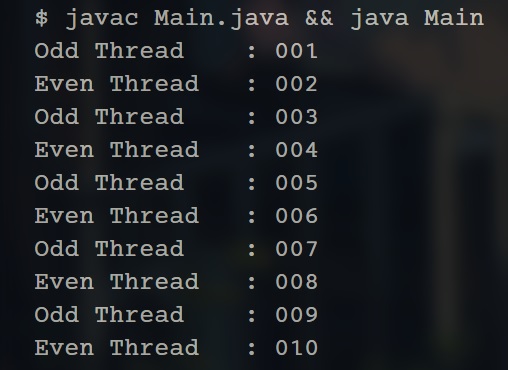 $ javac Main.java && java Main
Odd Thread    : 001
Even Thread   : 002
Odd Thread    : 003
Even Thread   : 004
Odd Thread    : 005
Even Thread   : 006
Odd Thread    : 007
Even Thread   : 008
Odd Thread    : 009
Even Thread   : 010